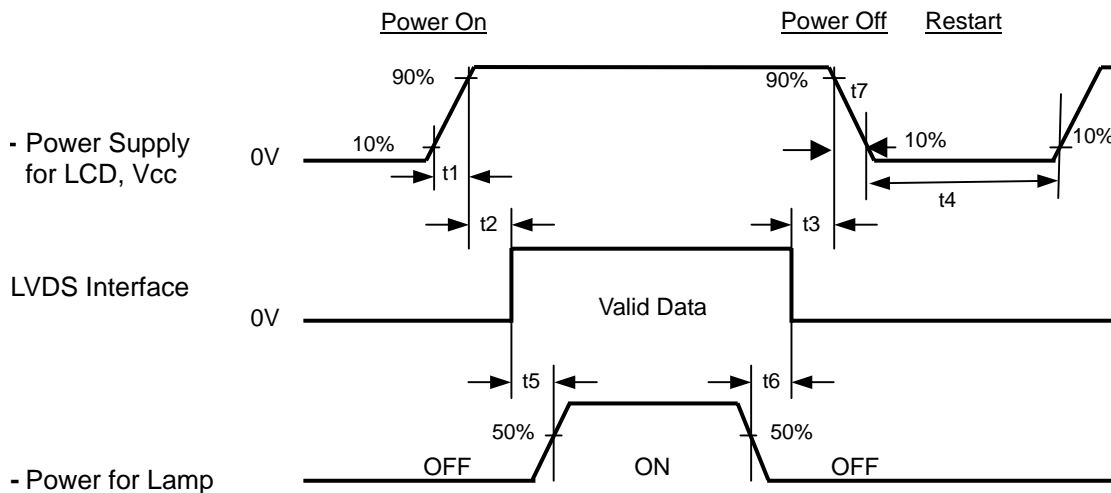 Power On Power Off Restart
90% 90% t7
- Power Supply
for LCD, Vcc
0V 10% 10% 10%
t1 t4
t2 t3
LVDS Interface
0V Valid Data
t5 t6
50% 50%
- Power for Lamp OFF ON OFF